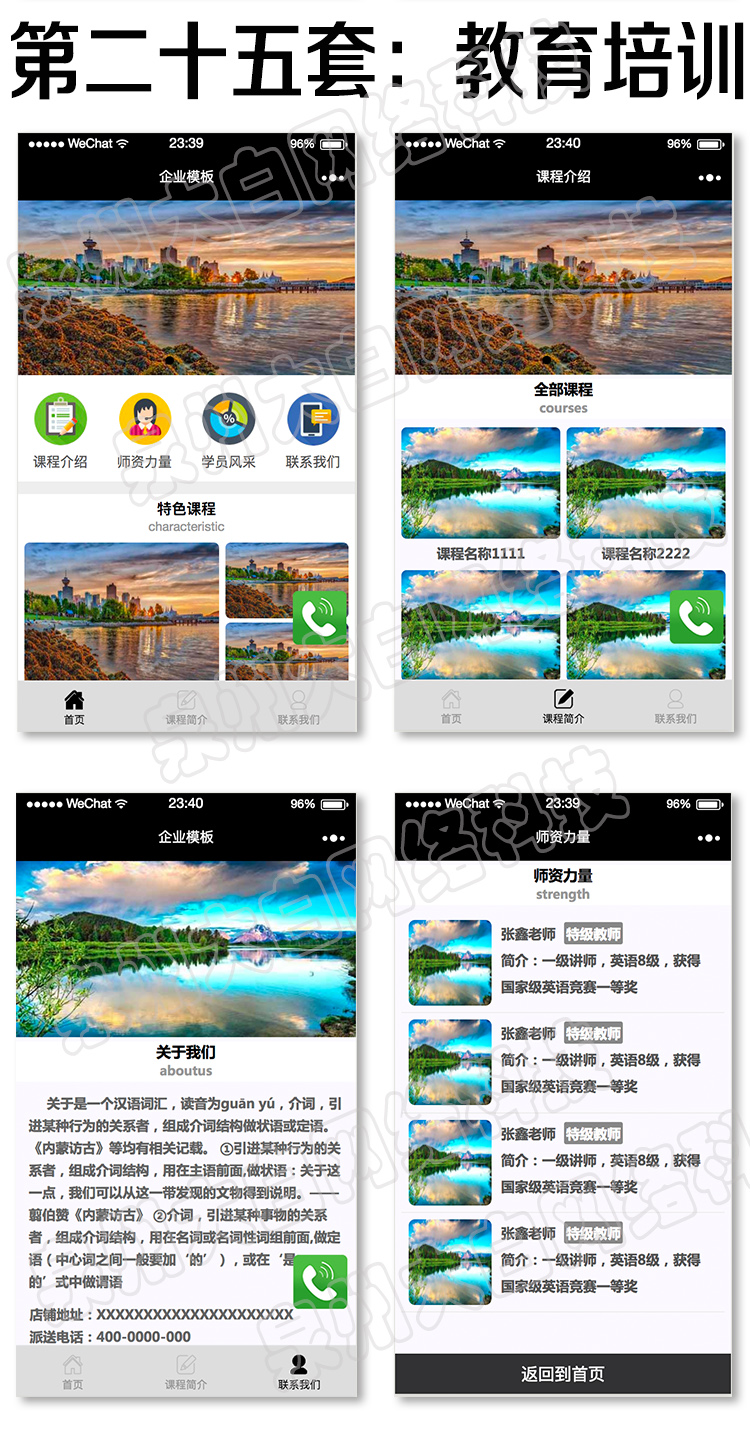 第二十五套：教育培训
WeChat 23:39 96%
企业模板
课程介绍 师资力量 学员风采 联系我们
特色课程
characteristic
首页 课程简介 联系我们
WeChat 23:40 96%
课程介绍
全部课程
courses
课程名称1111 课程名称2222
首页 课程简介 联系我们
WeChat 23:40 96%
企业模板
关于我们
aboutus
关于是一个汉语词汇，读音为guān yú，介词，引
进某种行为的关系者，组成介词结构做状语或定语。
《内蒙访古》等均有相关记载。 ①引进某种行为的关
系者，组成介词结构，用在主语前面,做状语：关于这
一点，我们可以从这一带发现的文物得到说明。——
翦伯赞《内蒙访古》 ②介词，引进某种事物的关系
者，组成介词结构，用在名词或名词性词组前面,做定
语（中心词之间一般要加‘的’），或在‘是
的’式中做谓语
店铺地址：XXXXXXXXXXXXXXXXXXXXX
派送电话：400-0000-000
首页 课程简介 联系我们
WeChat 23:39 96%
师资力量
师资力量
strength
张鑫老师 特级教师
简介：一级讲师，英语8级，获得
国家级英语竞赛一等奖
张鑫老师 特级教师
简介：一级讲师，英语8级，获得
国家级英语竞赛一等奖
张鑫老师 特级教师
简介：一级讲师，英语8级，获得
国家级英语竞赛一等奖
张鑫老师 特级教师
简介：一级讲师，英语8级，获得
国家级英语竞赛一等奖
返回到首页
泉州大白网络科技